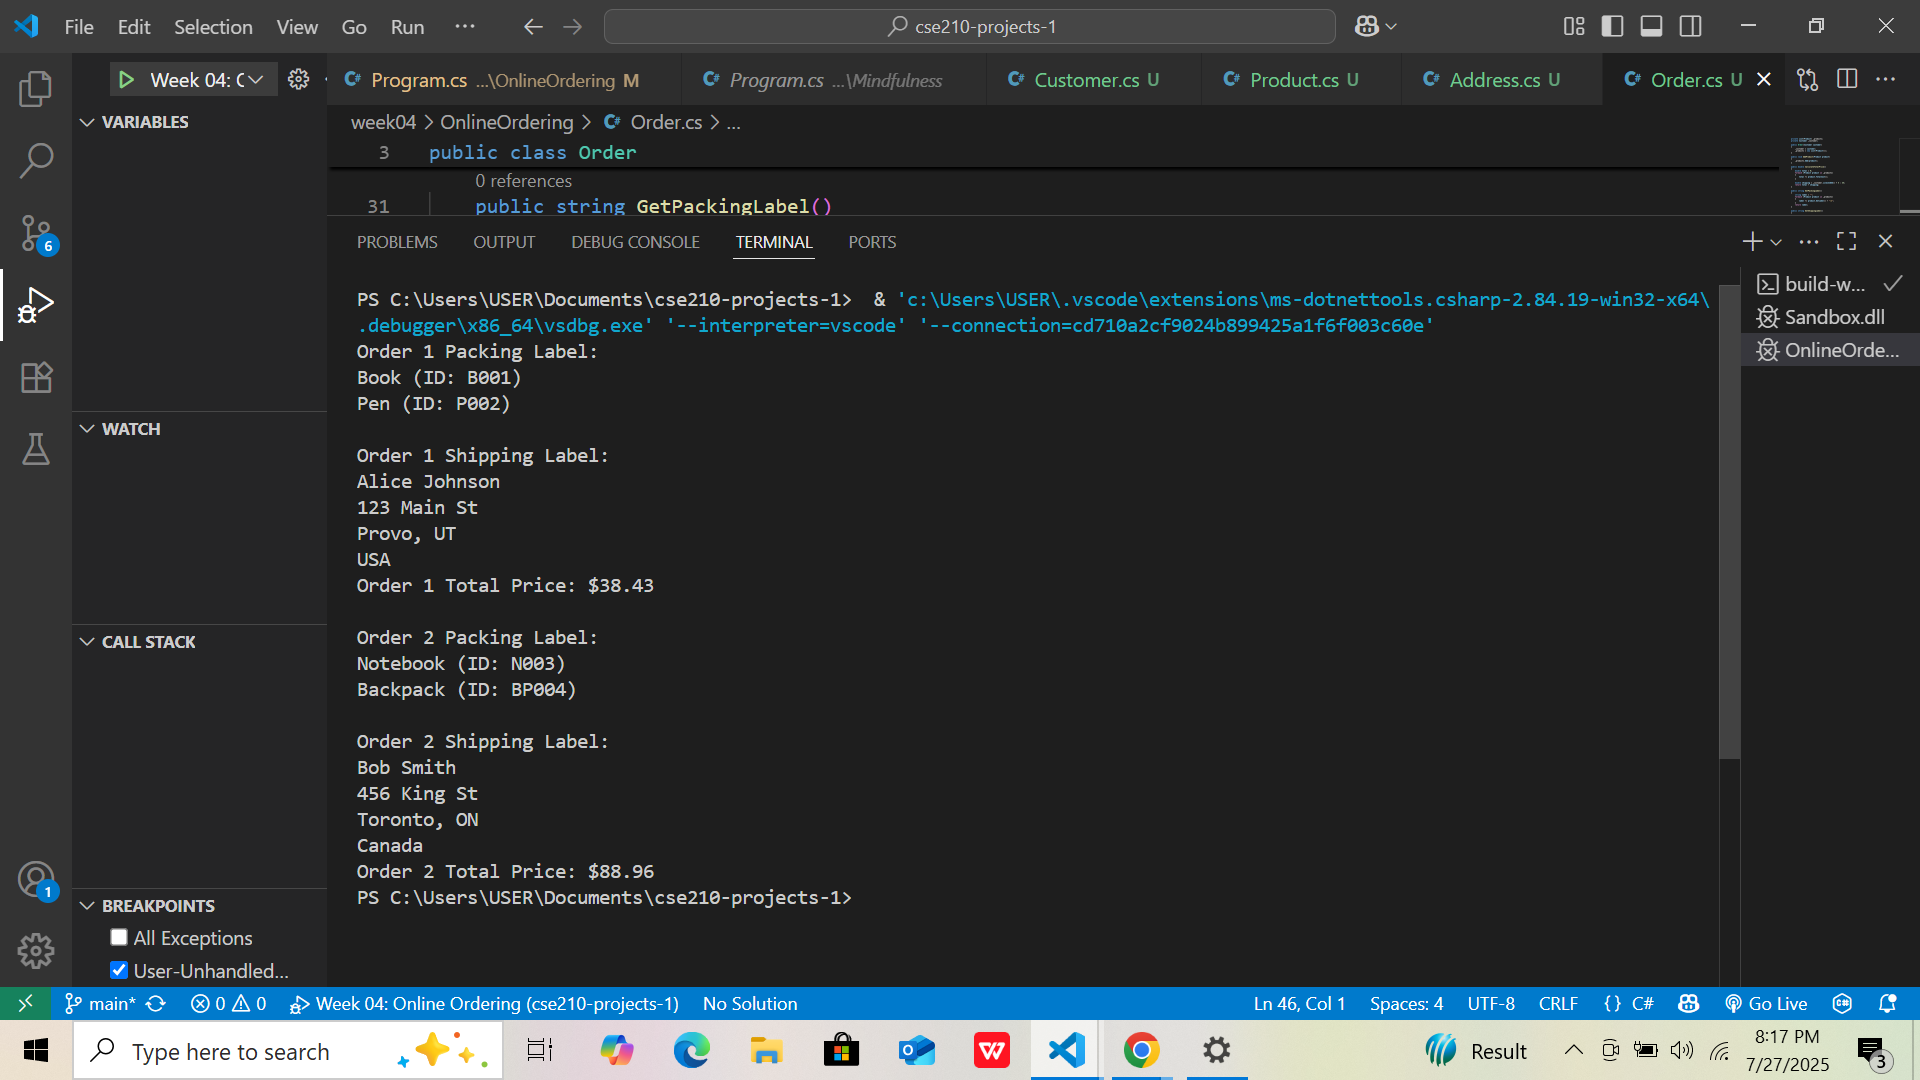 File Edit Selection View Go Run ···
cse210-projects-1
Week 04: C
Program.cs ...\OnlineOrdering M
Program.cs ...\Mindfulness
Customer.cs U
Product.cs U
Address.cs U
Order.cs U
VARIABLES
week04 > OnlineOrdering > Order.cs > ...
3 public class Order
0 references
31 public string GetPackingLabel()
PROBLEMS OUTPUT DEBUG CONSOLE TERMINAL PORTS
PS C:\Users\USER\Documents\cse210-projects-1>  & 'c:\Users\USER\.vscode\extensions\ms-dotnettools.csharp-2.84.19-win32-x64\
.debugger\x86_64\vsdbg.exe' '--interpreter=vscode' '--connection=cd710a2cf9024b899425a1f6f003c60e'
Order 1 Packing Label:
Book (ID: B001)
Pen (ID: P002)
Order 1 Shipping Label:
Alice Johnson
123 Main St
Provo, UT
USA
Order 1 Total Price: $38.43
Order 2 Packing Label:
Notebook (ID: N003)
Backpack (ID: BP004)
Order 2 Shipping Label:
Bob Smith
456 King St
Toronto, ON
Canada
Order 2 Total Price: $88.96
PS C:\Users\USER\Documents\cse210-projects-1>
build-w...
Sandbox.dll
OnlineOrde...
6
WATCH
CALL STACK
BREAKPOINTS
All Exceptions
User-Unhandled...
1
main* 0 0 Week 04: Online Ordering (cse210-projects-1) No Solution
Ln 46, Col 1 Spaces: 4 UTF-8 CRLF {} C# Go Live
Type here to search
Result
8:17 PM
7/27/2025
3